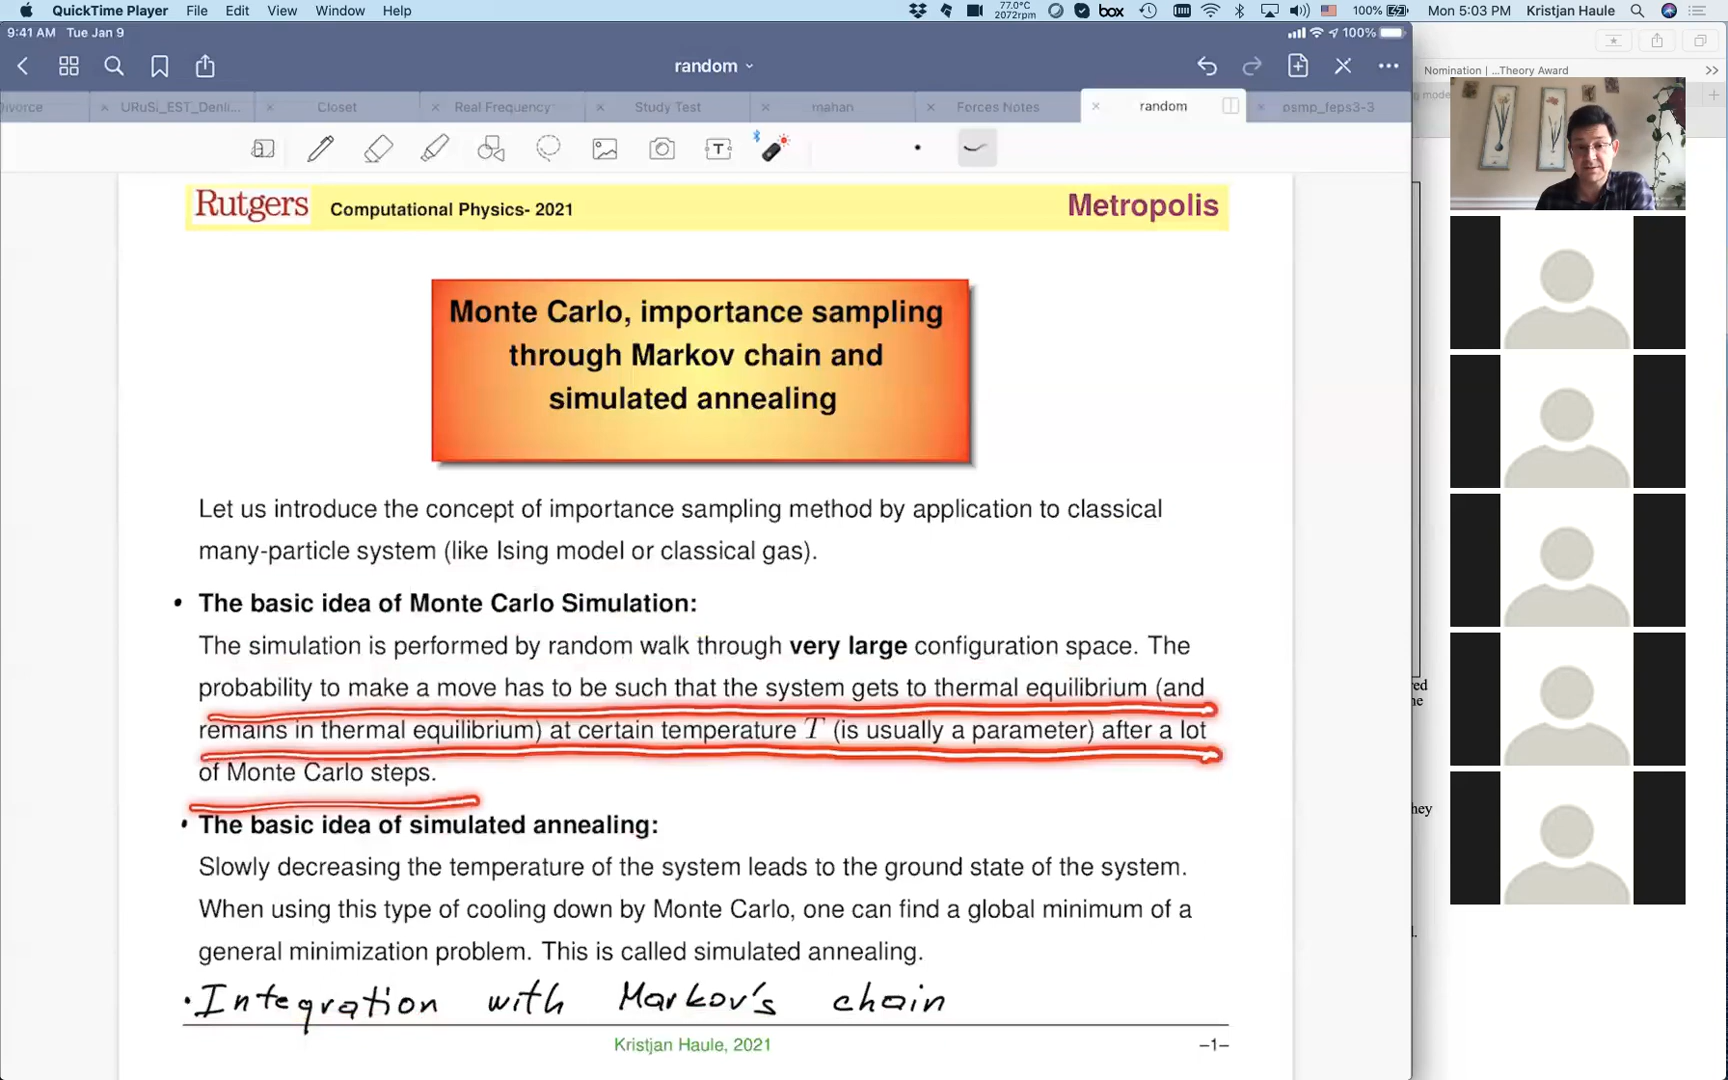 QuickTime Player File Edit View Window Help
77.0°C
2072rpm
box
100%
Mon 5:03 PM Kristjan Haule
9:41 AM Tue Jan 9
100%
random
Divorce
URuSi_EST_Denli...
Closet
Real Frequency
Study Test
mahan
Forces Notes
random
psmp_feps3-3
Nomination | ...Theory Award
Rutgers Computational Physics- 2021 Metropolis
Monte Carlo, importance sampling
through Markov chain and
simulated annealing
Let us introduce the concept of importance sampling method by application to classical
many-particle system (like Ising model or classical gas).
• The basic idea of Monte Carlo Simulation:
The simulation is performed by random walk through very large configuration space. The
probability to make a move has to be such that the system gets to thermal equilibrium (and
remains in thermal equilibrium) at certain temperature T (is usually a parameter) after a lot
of Monte Carlo steps.
• The basic idea of simulated annealing:
Slowly decreasing the temperature of the system leads to the ground state of the system.
When using this type of cooling down by Monte Carlo, one can find a global minimum of a
general minimization problem. This is called simulated annealing.
• Integration with Markov's chain
Kristjan Haule, 2021 –1–